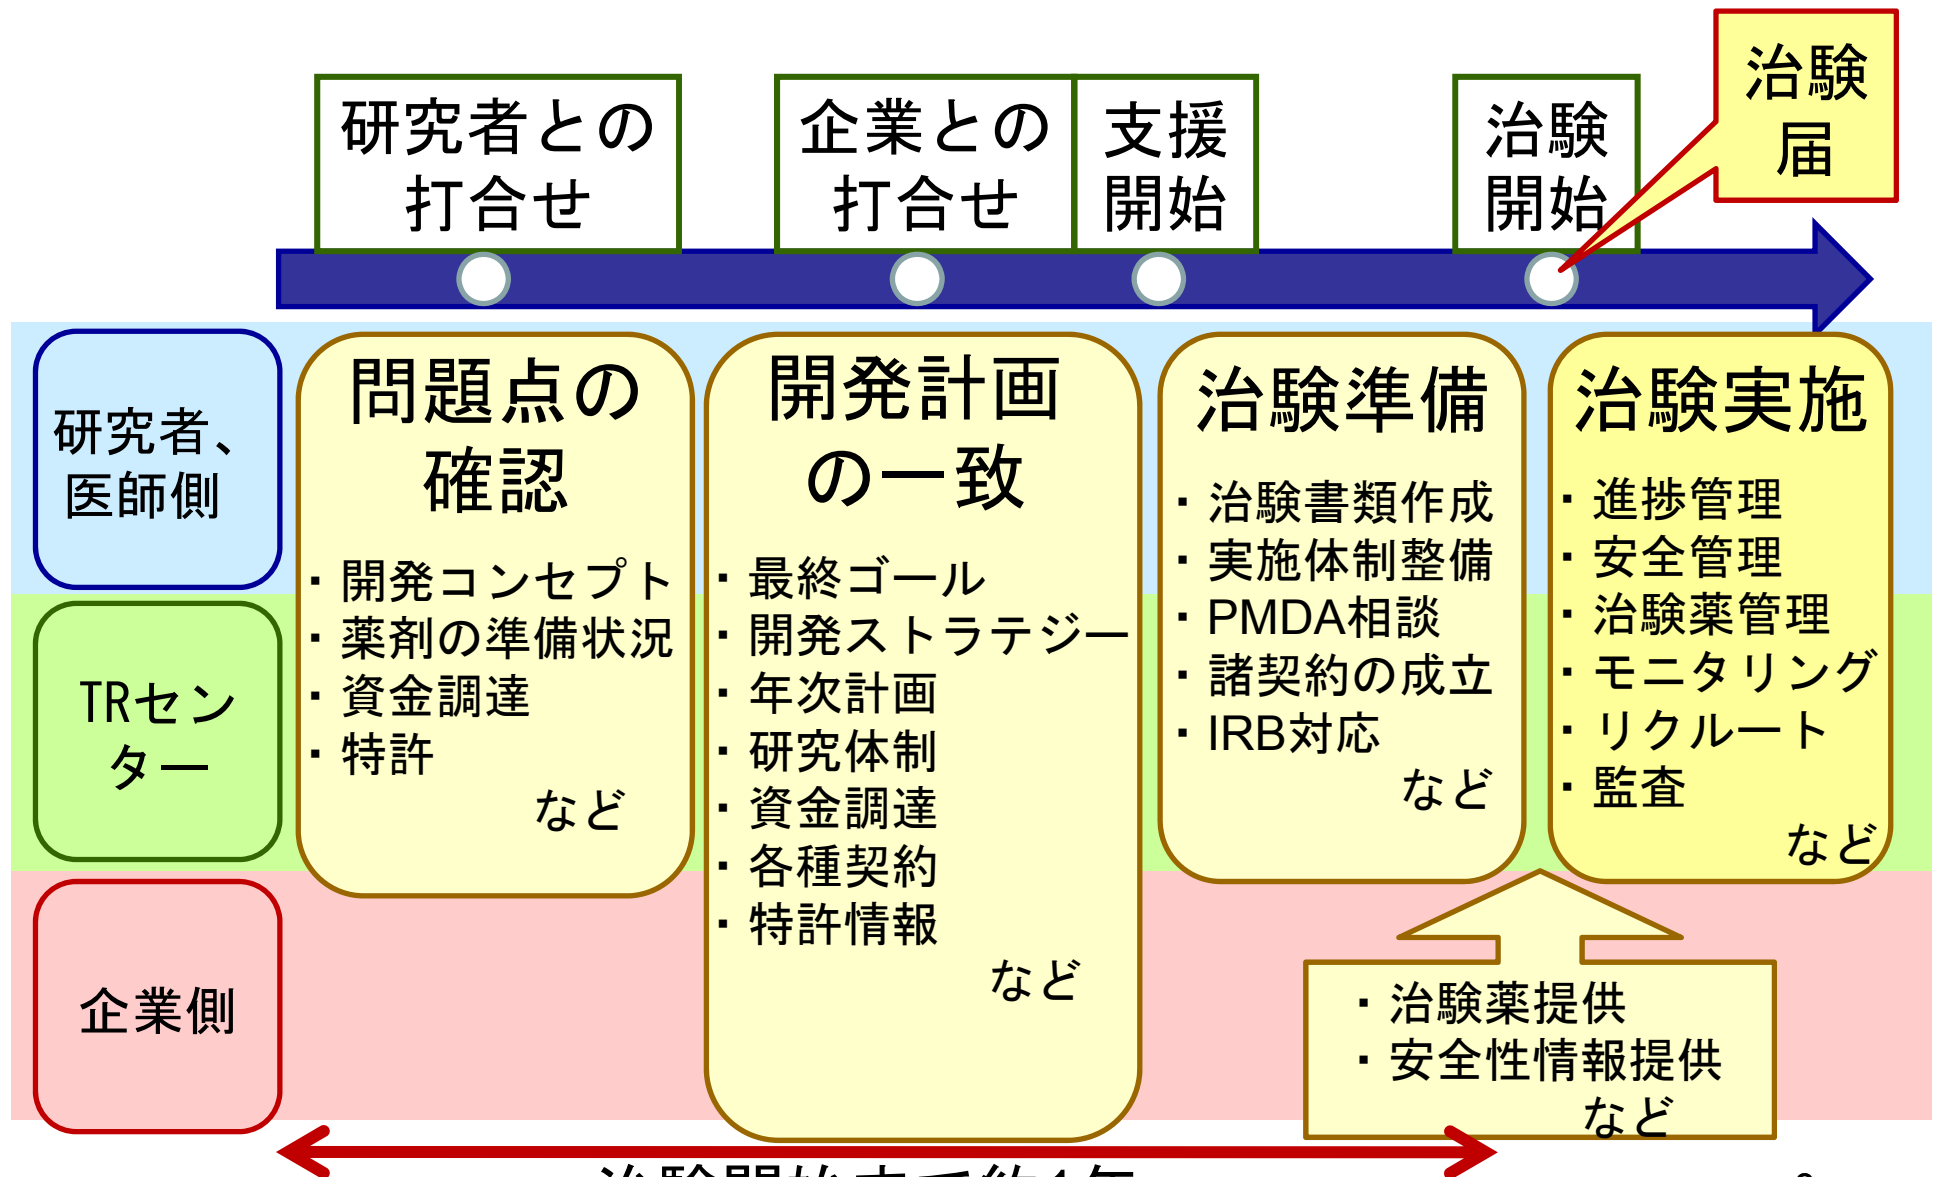 研究者との
打合せ
企業との
打合せ
支援
開始
治験
開始
治験
届
研究者、
医師側
TRセン
ター
企業側
問題点の
確認
・開発コンセプト
・薬剤の準備状況
・資金調達
・特許
など
開発計画
の一致
・最終ゴール
・開発ストラテジー
・年次計画
・研究体制
・資金調達
・各種契約
・特許情報
など
治験準備
・治験書類作成
・実施体制整備
・PMDA相談
・諸契約の成立
・IRB対応
など
治験実施
・進捗管理
・安全管理
・治験薬管理
・モニタリング
・リクルート
・監査
など
・治験薬提供
・安全性情報提供
など
治験開始まで約1年